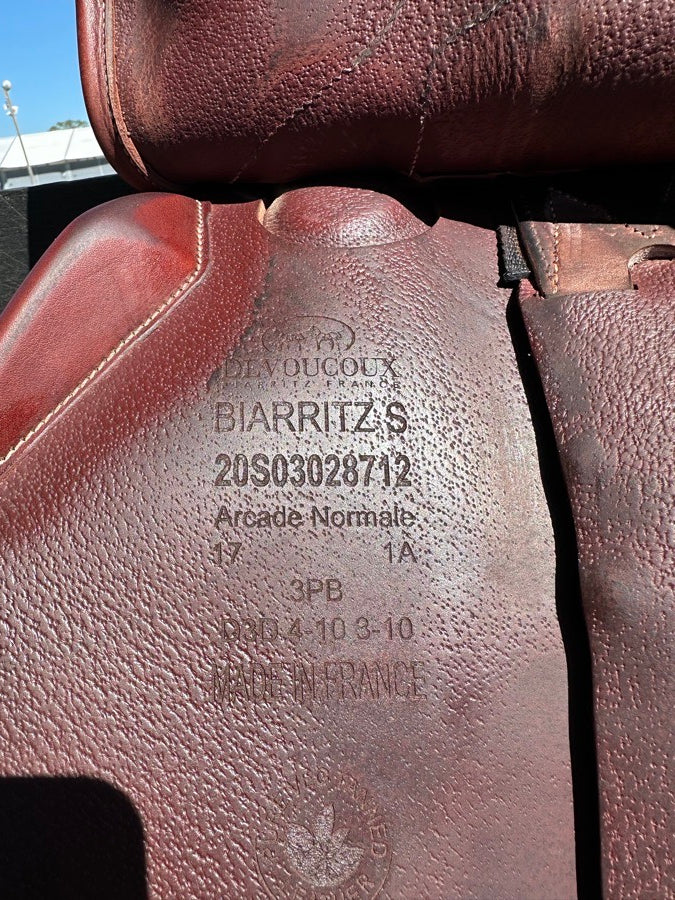 DEVOUCOUX
BIARRITZ FRANCE
BIARRITZ S
20S03028712
Arcade Normale
17 1A
3PB
D3D 4-10 3-10
MADE IN FRANCE